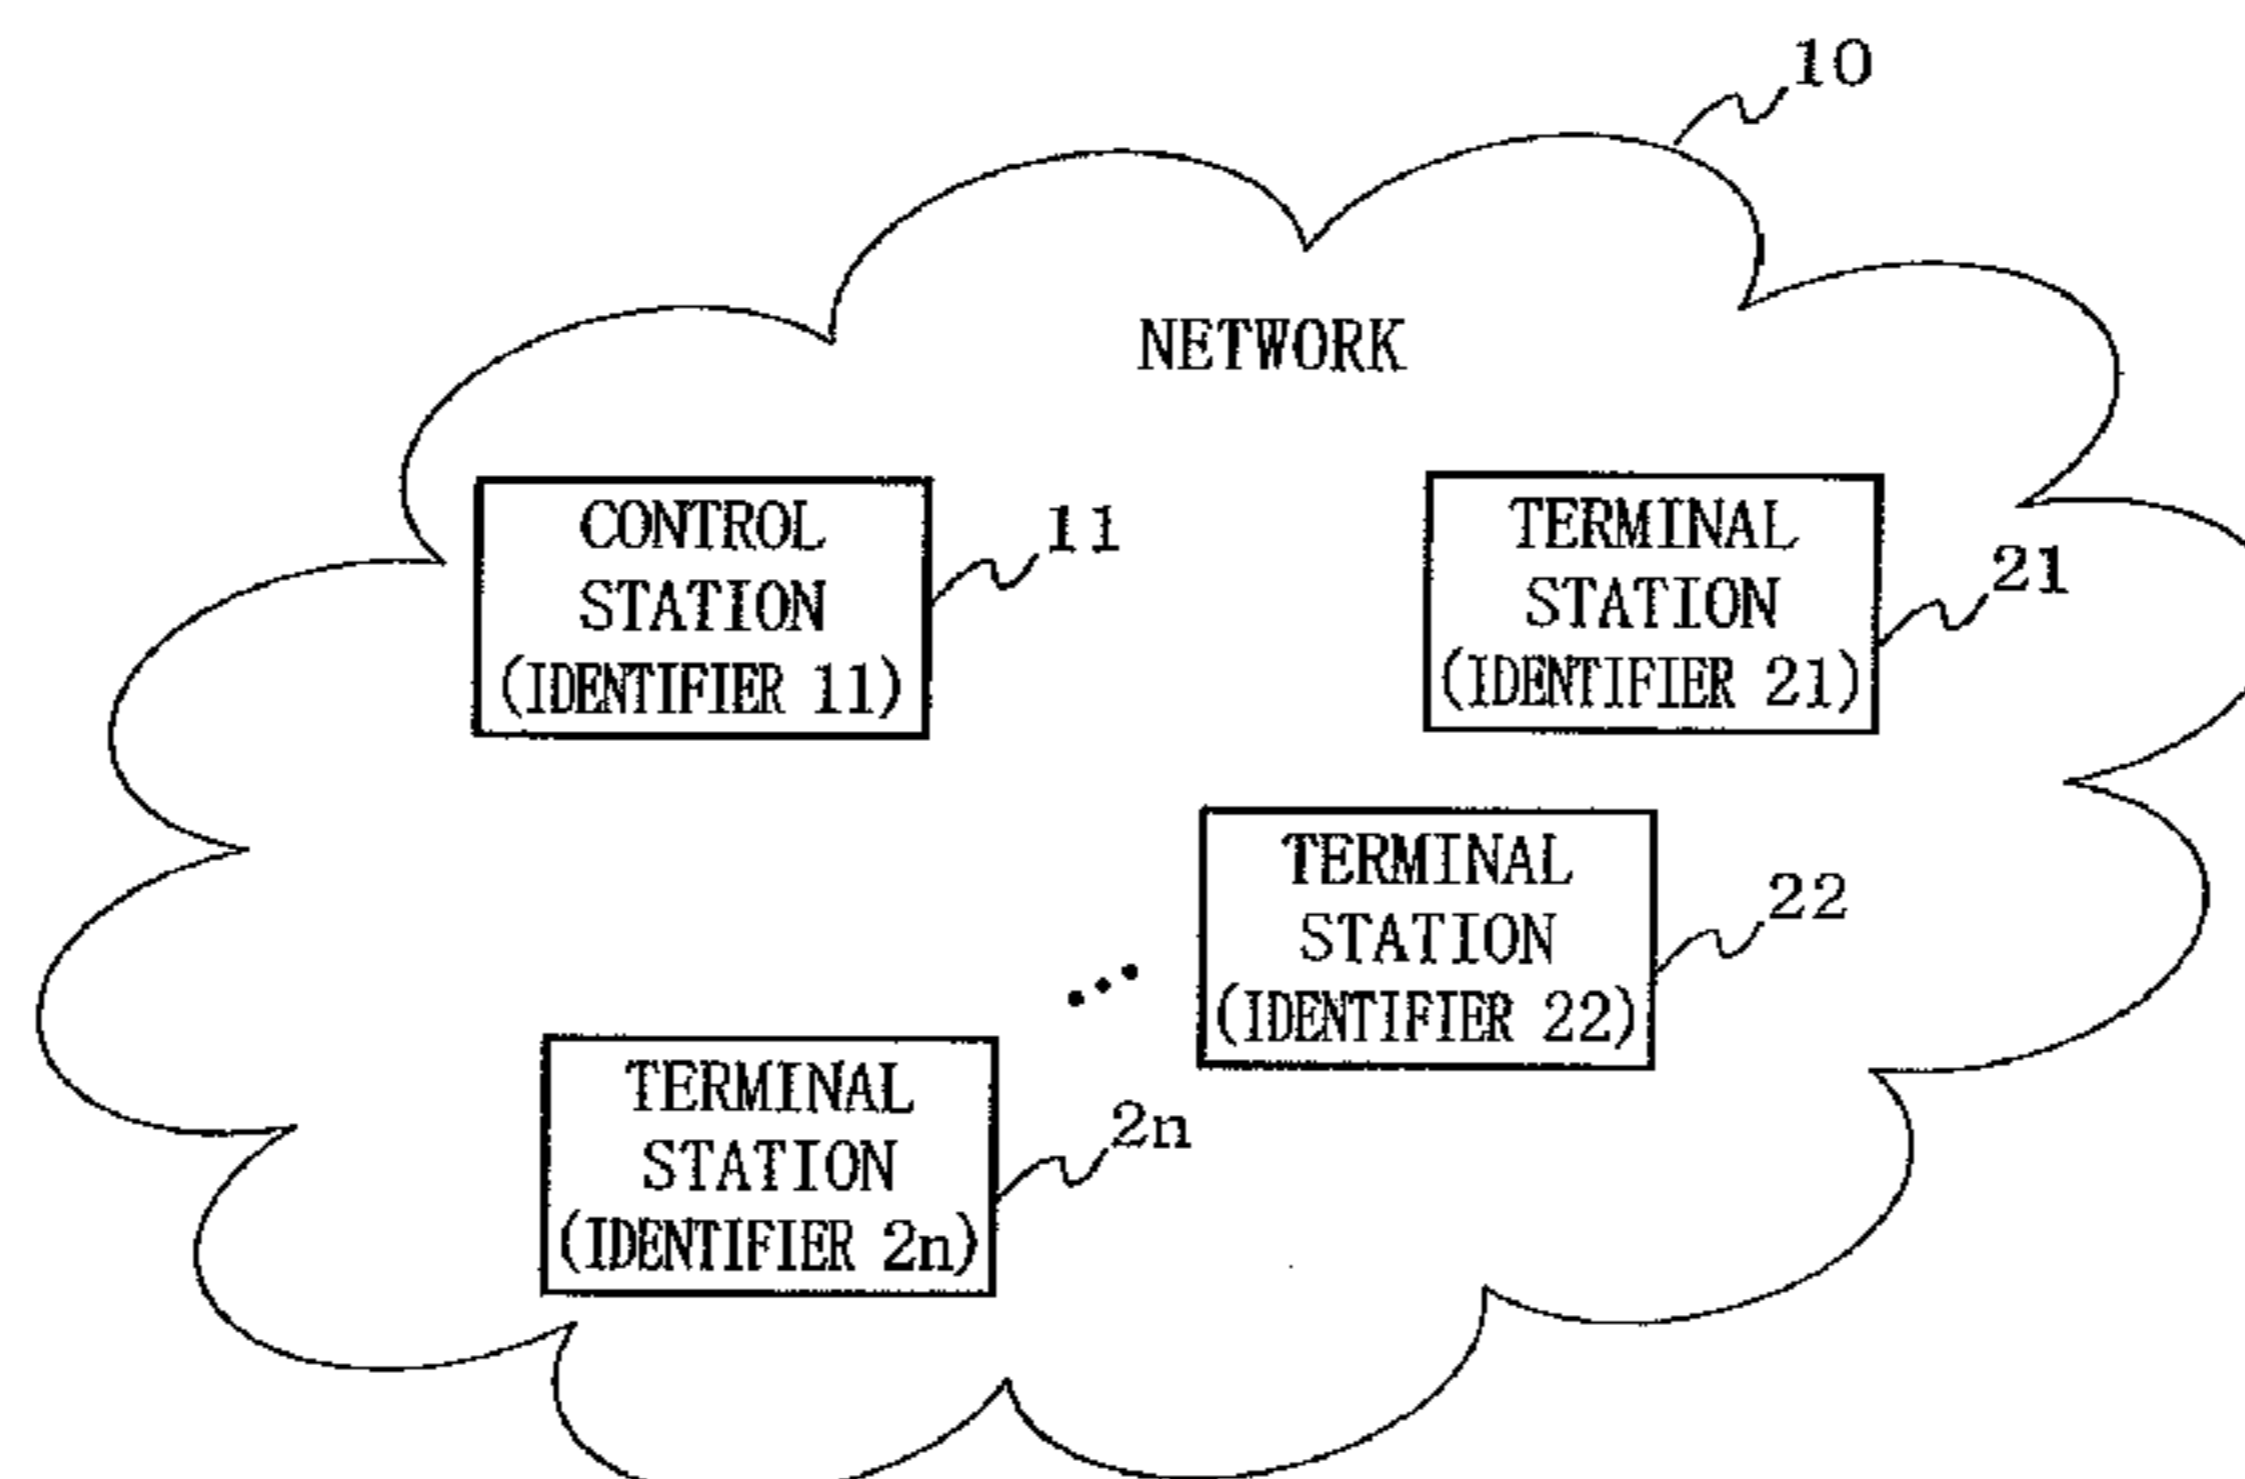 10
NETWORK
CONTROL
STATION
(IDENTIFIER 11)
11
TERMINAL
STATION
(IDENTIFIER 21)
21
TERMINAL
STATION
(IDENTIFIER 22)
22
TERMINAL
STATION
(IDENTIFIER 2n)
2n